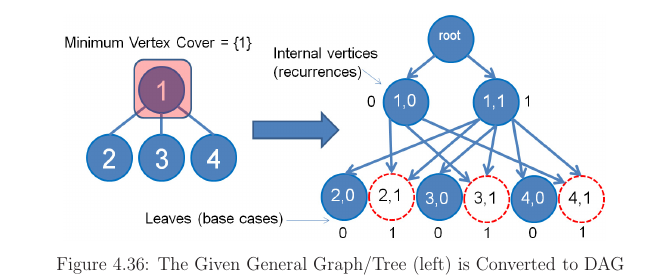 Minimum Vertex Cover = {1}
1
2 3 4
root
Internal vertices
(recurrences)
0 1,0 1,1 1
2,0 2,1 3,0 3,1 4,0 4,1
Leaves (base cases)
0 1 0 1 0 1
Figure 4.36: The Given General Graph/Tree (left) is Converted to DAG